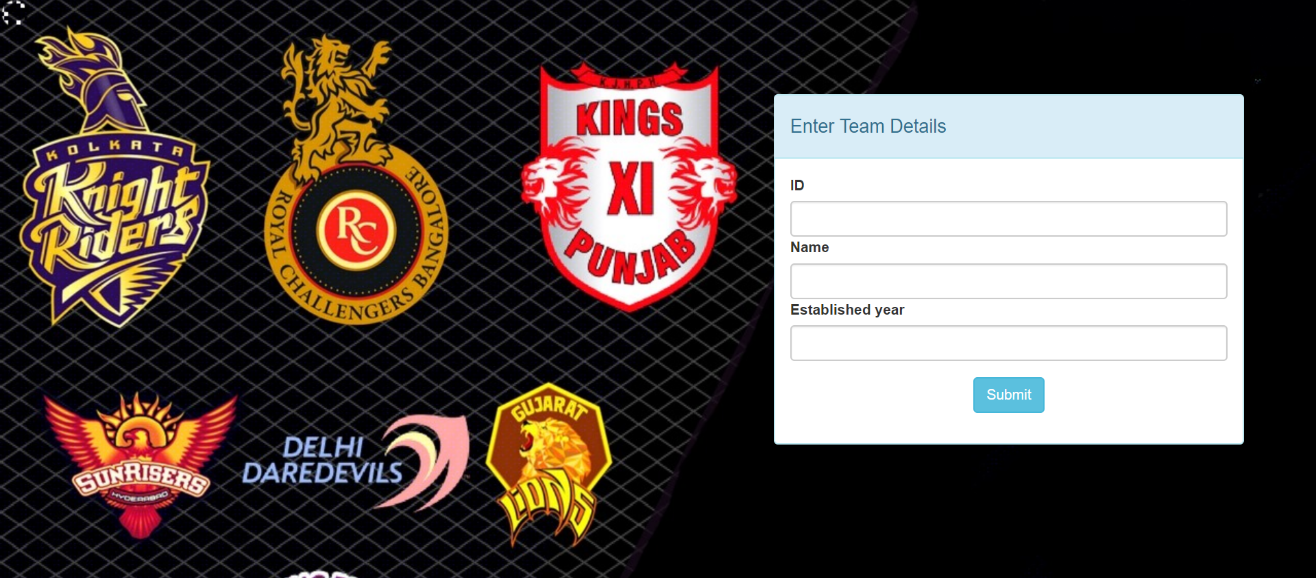 KOLKATA
Knight
Riders
RC
ROYAL CHALLENGERS BANGALORE
K.J.H.P.H
KINGS
XI
PUNJAB
SUNRISERS
HYDERABAD
DELHI
DAREDEVILS
GUJARAT
LIONS
Enter Team Details
ID
Name
Established year
Submit